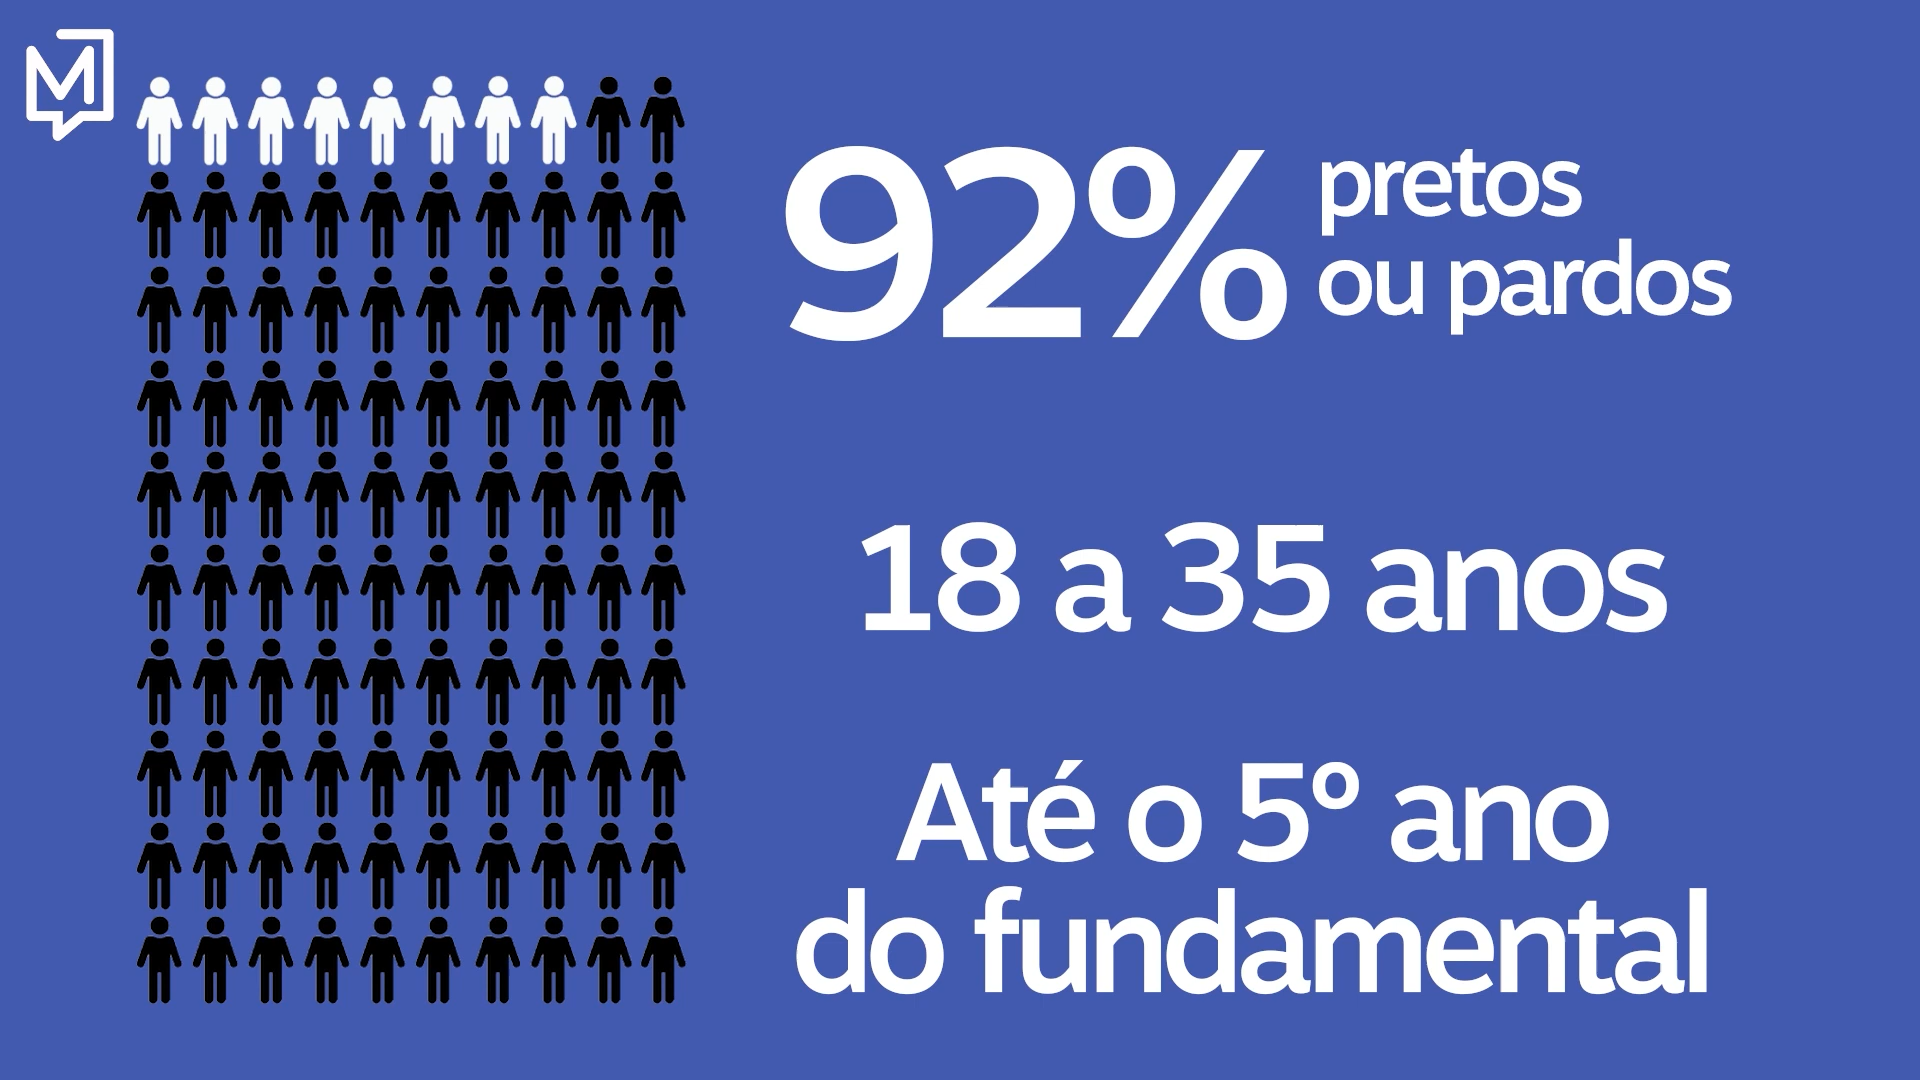 M
92% pretos
ou pardos
18 a 35 anos
Até o 5º ano
do fundamental